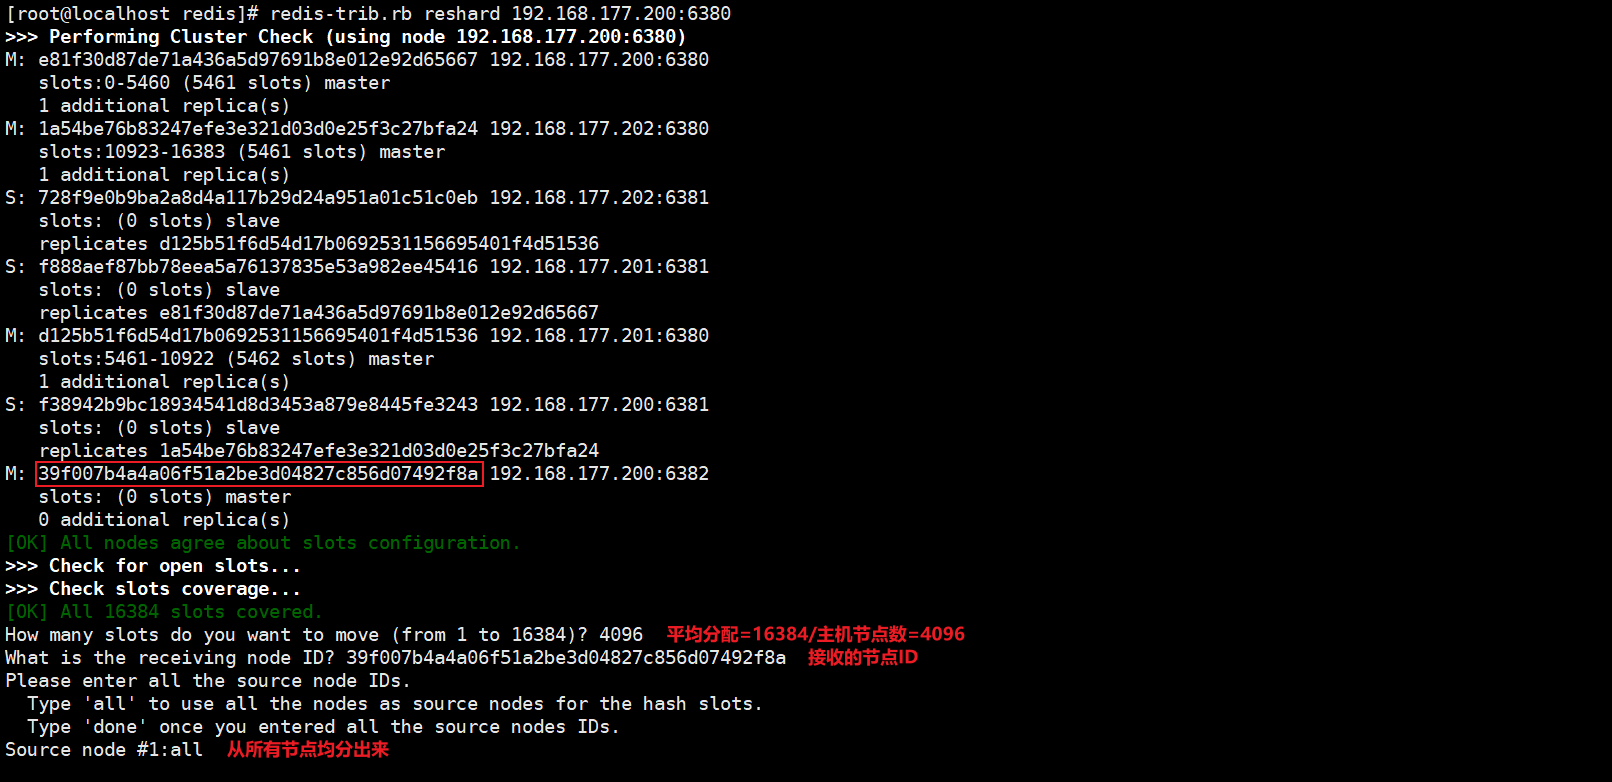 [root@localhost redis]# redis-trib.rb reshard 192.168.177.200:6380
>>> Performing Cluster Check (using node 192.168.177.200:6380)
M: e81f30d87de71a436a5d97691b8e012e92d65667 192.168.177.200:6380
   slots:0-5460 (5461 slots) master
   1 additional replica(s)
M: 1a54be76b83247efe3e321d03d0e25f3c27bfa24 192.168.177.202:6380
   slots:10923-16383 (5461 slots) master
   1 additional replica(s)
S: 728f9e0b9ba2a8d4a117b29d24a951a01c51c0eb 192.168.177.202:6381
   slots: (0 slots) slave
   replicates d125b51f6d54d17b0692531156695401f4d51536
S: f888aef87bb78eea5a76137835e53a982ee45416 192.168.177.201:6381
   slots: (0 slots) slave
   replicates e81f30d87de71a436a5d97691b8e012e92d65667
M: d125b51f6d54d17b0692531156695401f4d51536 192.168.177.201:6380
   slots:5461-10922 (5462 slots) master
   1 additional replica(s)
S: f38942b9bc18934541d8d3453a879e8445fe3243 192.168.177.200:6381
   slots: (0 slots) slave
   replicates 1a54be76b83247efe3e321d03d0e25f3c27bfa24
M: 39f007b4a4a06f51a2be3d04827c856d07492f8a 192.168.177.200:6382
   slots: (0 slots) master
   0 additional replica(s)
[OK] All nodes agree about slots configuration.
>>> Check for open slots...
>>> Check slots coverage...
[OK] All 16384 slots covered.
How many slots do you want to move (from 1 to 16384)? 4096 平均分配=16384/主机节点数=4096
What is the receiving node ID? 39f007b4a4a06f51a2be3d04827c856d07492f8a 接收的节点ID
Please enter all the source node IDs.
  Type 'all' to use all the nodes as source nodes for the hash slots.
  Type 'done' once you entered all the source nodes IDs.
Source node #1:all 从所有节点均分出来